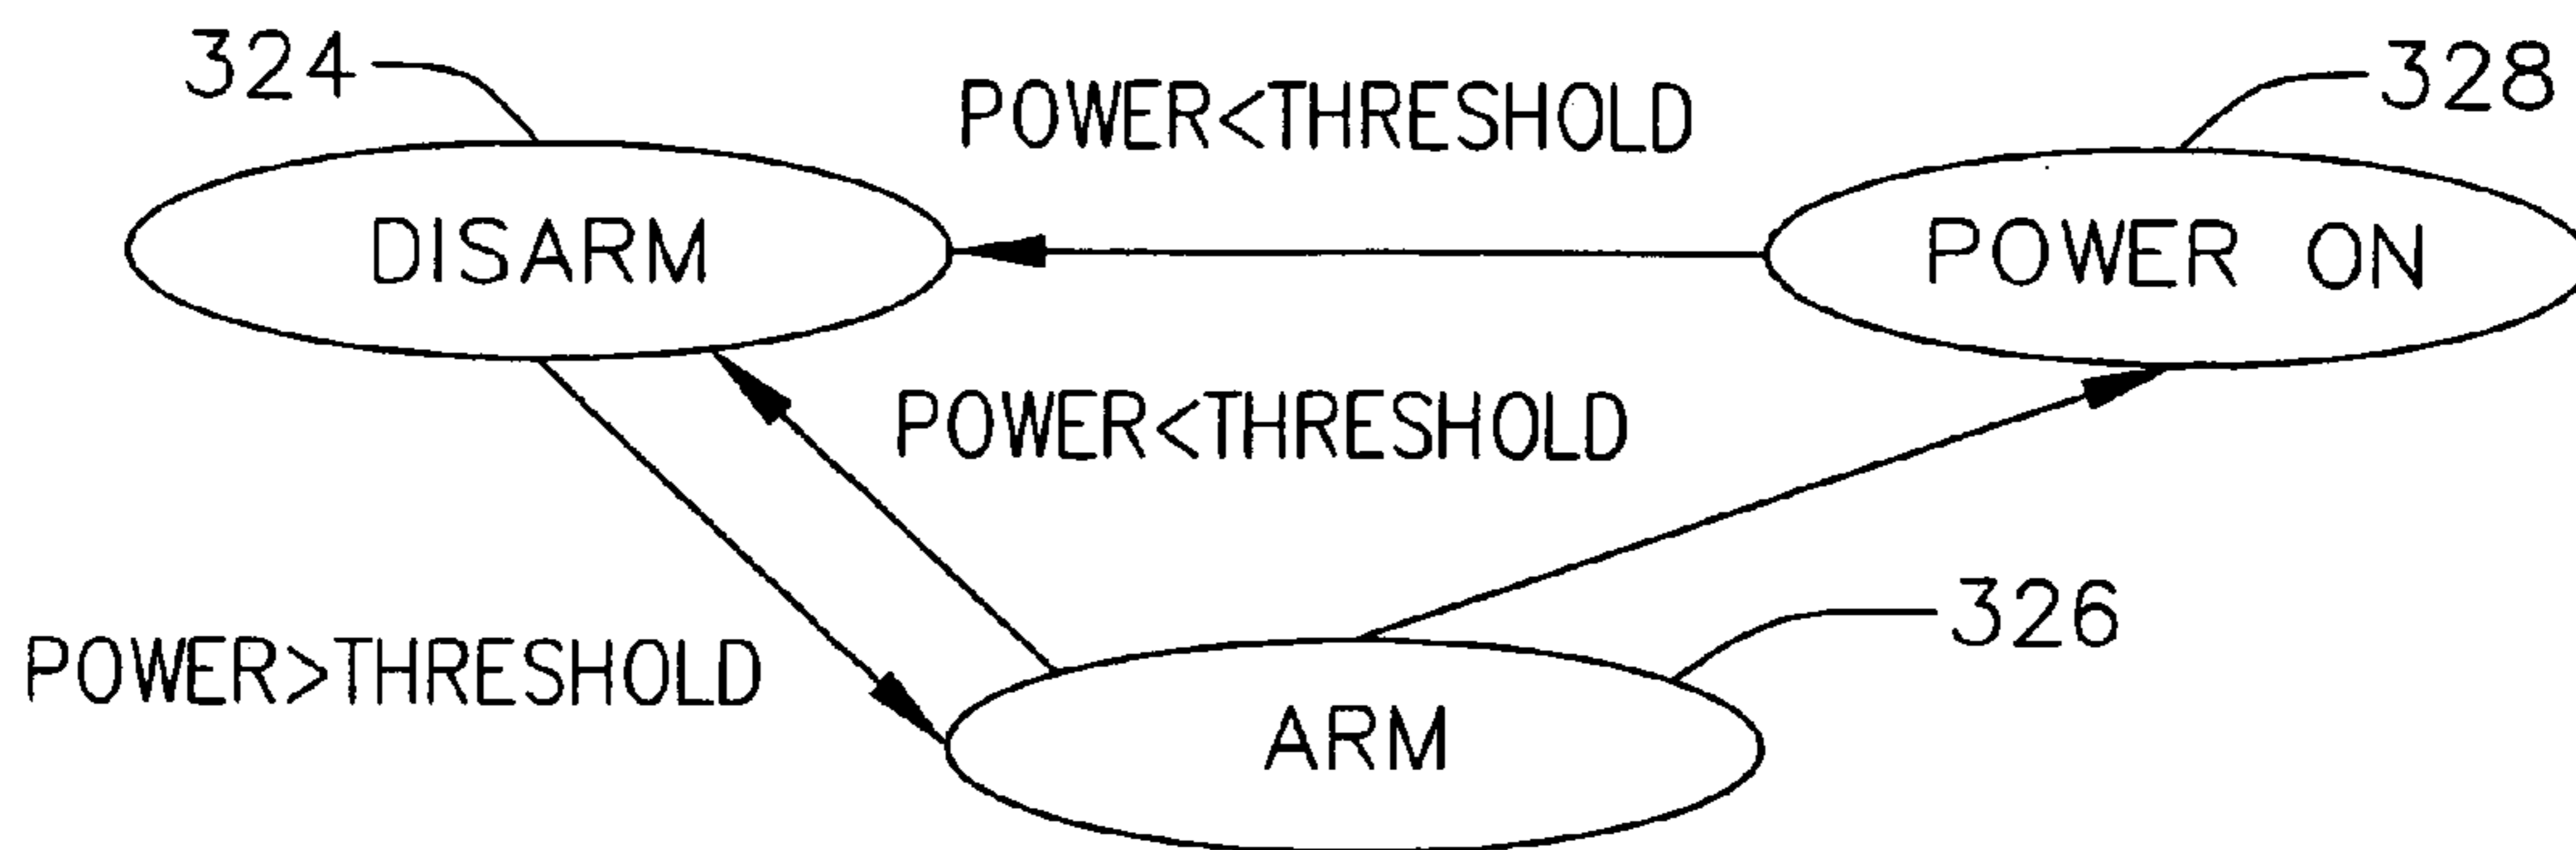 324
328
POWER<THRESHOLD
DISARM
POWER ON
POWER<THRESHOLD
326
POWER>THRESHOLD
ARM